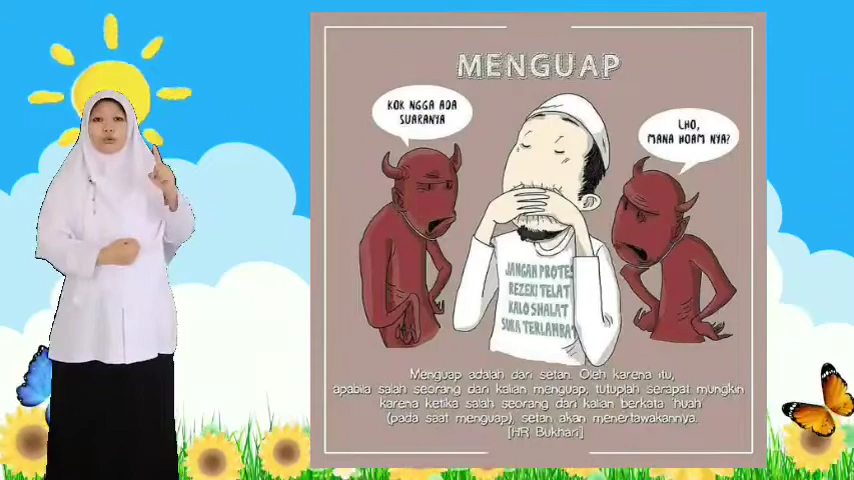 MENGUAP
KOK NGGA ADA
SUARANYA
LHO,
MANA HOAM NYA?
JANGAN PROTES
REZEKI TELAT
KALO SHALAT
SUKA TERLAMBAT
Menguap adalah dari setan. Oleh karena itu,
apabila salah seorang dari kalian menguap, tutuplah serapat mungkin
karena ketika salah seorang dari kalian berkata 'huah'
(pada saat menguap), setan akan menertawakannya.
[HR Bukhari]